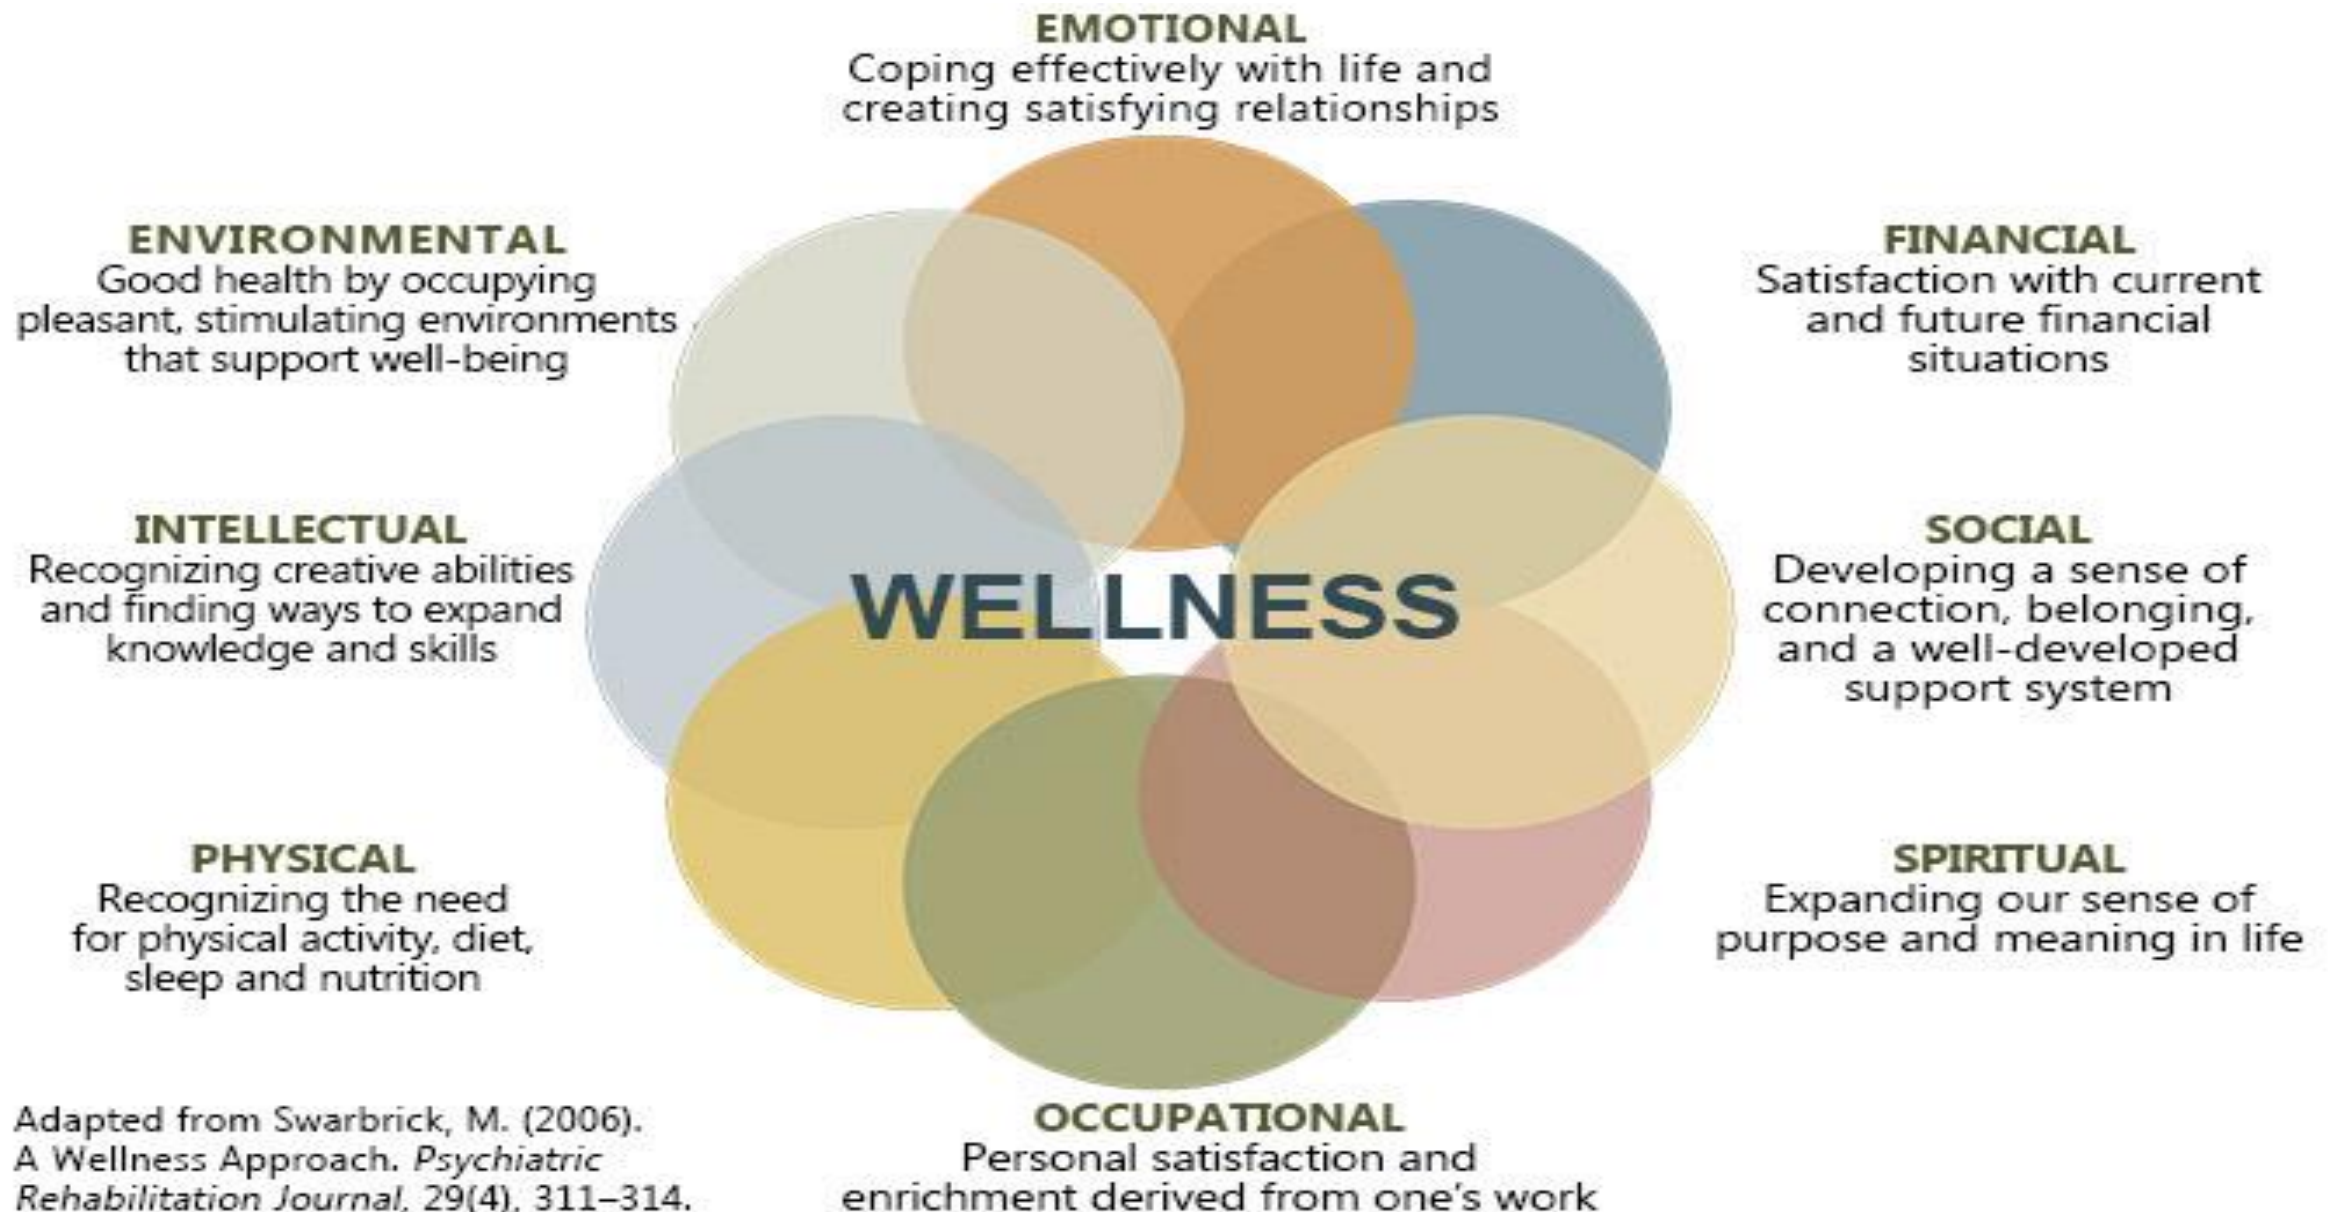 EMOTIONAL
Coping effectively with life and
creating satisfying relationships
ENVIRONMENTAL
Good health by occupying
pleasant, stimulating environments
that support well-being
FINANCIAL
Satisfaction with current
and future financial
situations
INTELLECTUAL
Recognizing creative abilities
and finding ways to expand
knowledge and skills
WELLNESS
SOCIAL
Developing a sense of
connection, belonging,
and a well-developed
support system
PHYSICAL
Recognizing the need
for physical activity, diet,
sleep and nutrition
SPIRITUAL
Expanding our sense of
purpose and meaning in life
OCCUPATIONAL
Personal satisfaction and
enrichment derived from one's work
Adapted from Swarbrick, M. (2006).
A Wellness Approach. Psychiatric
Rehabilitation Journal, 29(4), 311–314.